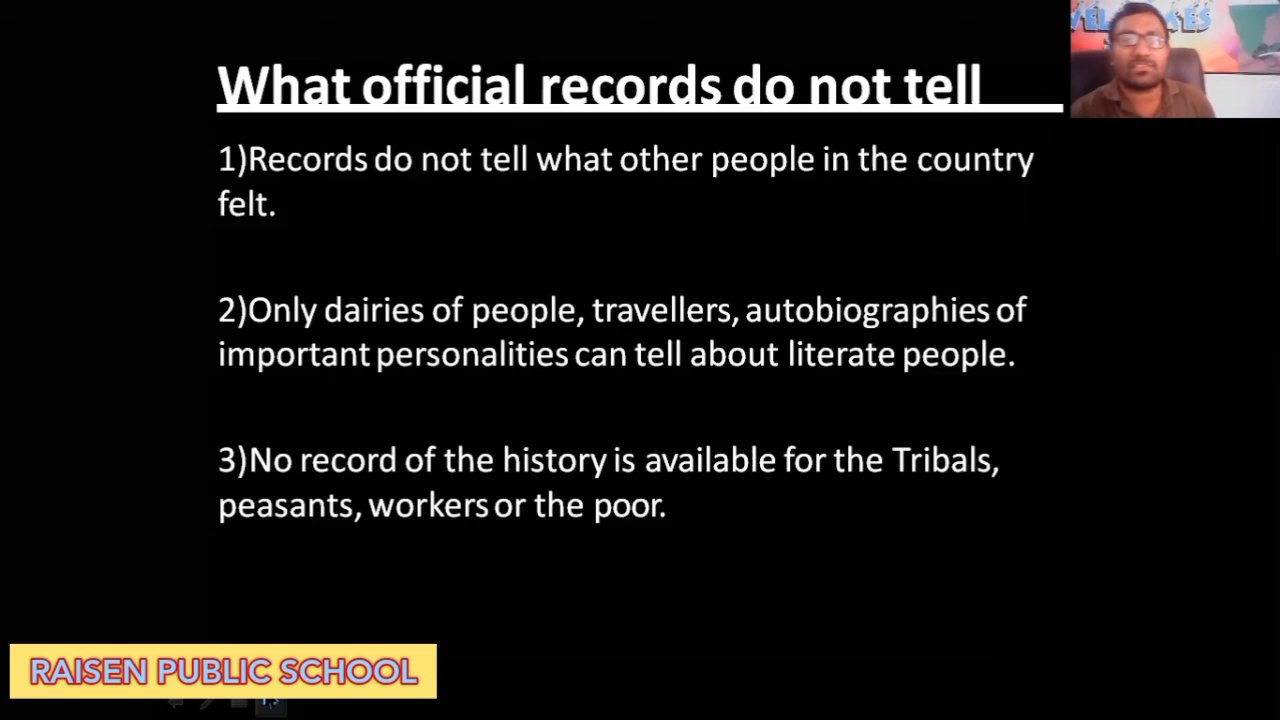 What official records do not tell
1)Records do not tell what other people in the country
felt.
2)Only dairies of people, travellers, autobiographies of
important personalities can tell about literate people.
3)No record of the history is available for the Tribals,
peasants, workers or the poor.
RAISEN PUBLIC SCHOOL